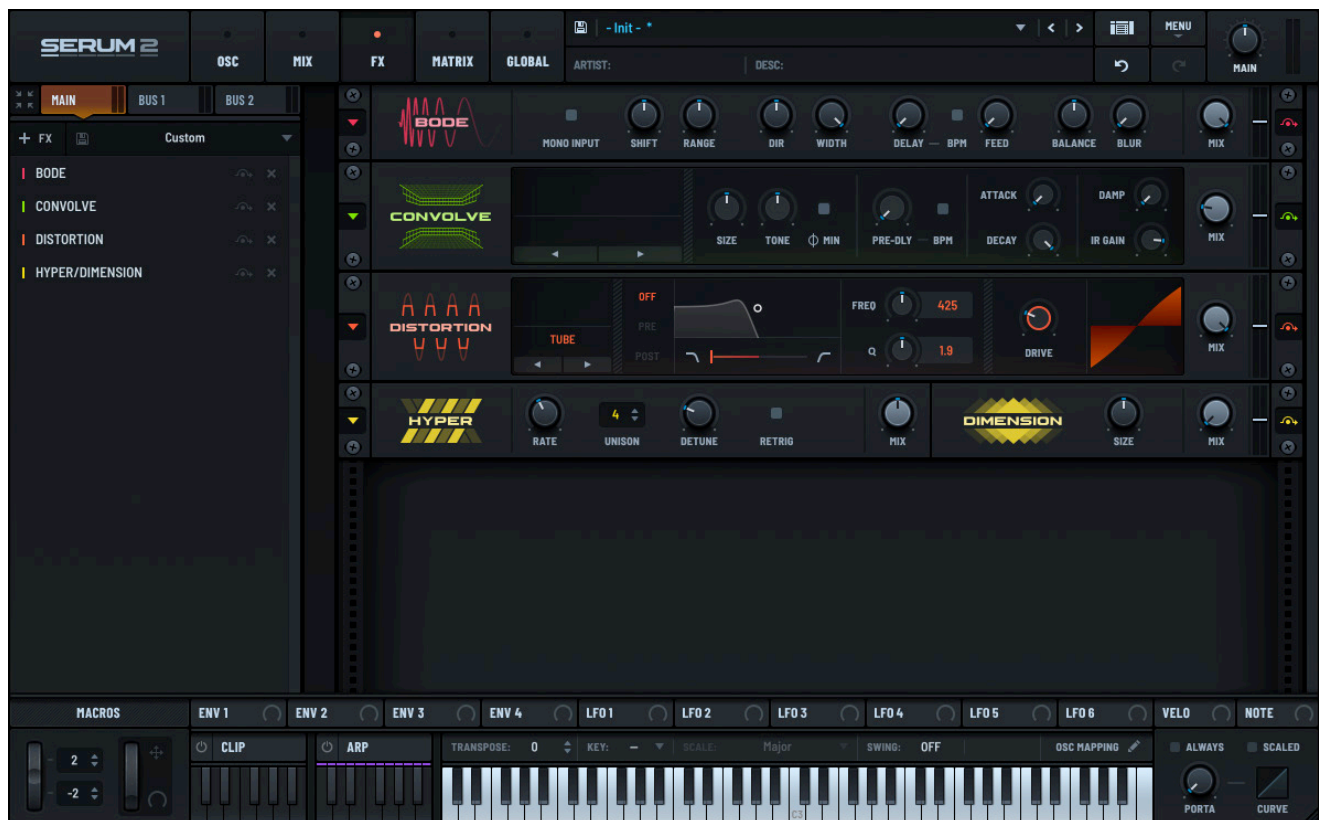 SERUM 2
OSC
MIX
FX
MATRIX
GLOBAL
- Init - *
MENU
ARTIST:
DESC:
MAIN
MAIN
BUS 1
BUS 2
+ FX
Custom
BODE
CONVOLVE
DISTORTION
HYPER/DIMENSION
BODE
MONO INPUT
SHIFT
RANGE
DIR
WIDTH
DELAY
BPM
FEED
BALANCE
BLUR
MIX
CONVOLVE
SIZE
TONE
MIN
PRE-DLY
BPM
ATTACK
DECAY
DAMP
IR GAIN
MIX
DISTORTION
TUBE
OFF
PRE
POST
FREQ
425
Q
1.9
DRIVE
MIX
HYPER
RATE
4
UNISON
DETUNE
RETRIG
MIX
DIMENSION
SIZE
MIX
MACROS
ENV 1
ENV 2
ENV 3
ENV 4
LFO 1
LFO 2
LFO 3
LFO 4
LFO 5
LFO 6
VELO
NOTE
2
-2
CLIP
ARP
TRANSPOSE: 0
KEY: –
SCALE: Major
SWING: OFF
OSC MAPPING
C3
ALWAYS
SCALED
PORTA
CURVE